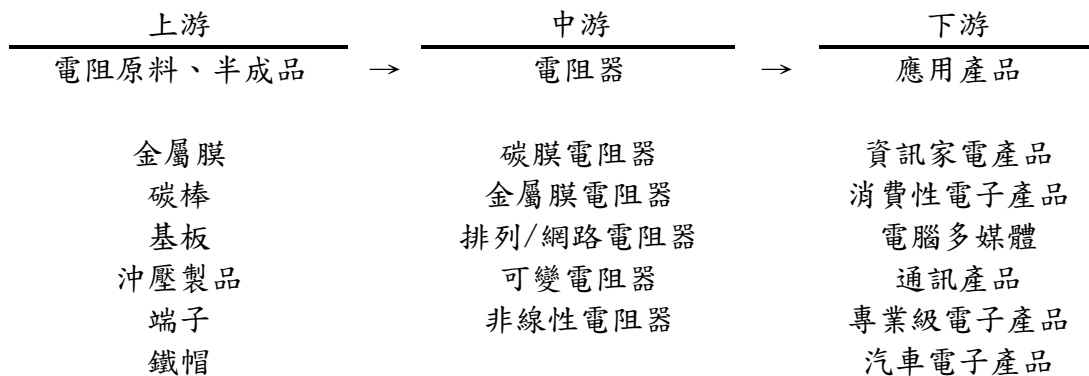 上游 中游 下游
電阻原料、半成品 → 電阻器 → 應用產品
金屬膜 碳膜電阻器 資訊家電產品
碳棒 金屬膜電阻器 消費性電子產品
基板 排列/網路電阻器 電腦多媒體
沖壓製品 可變電阻器 通訊產品
端子 非線性電阻器 專業級電子產品
鐵帽 汽車電子產品